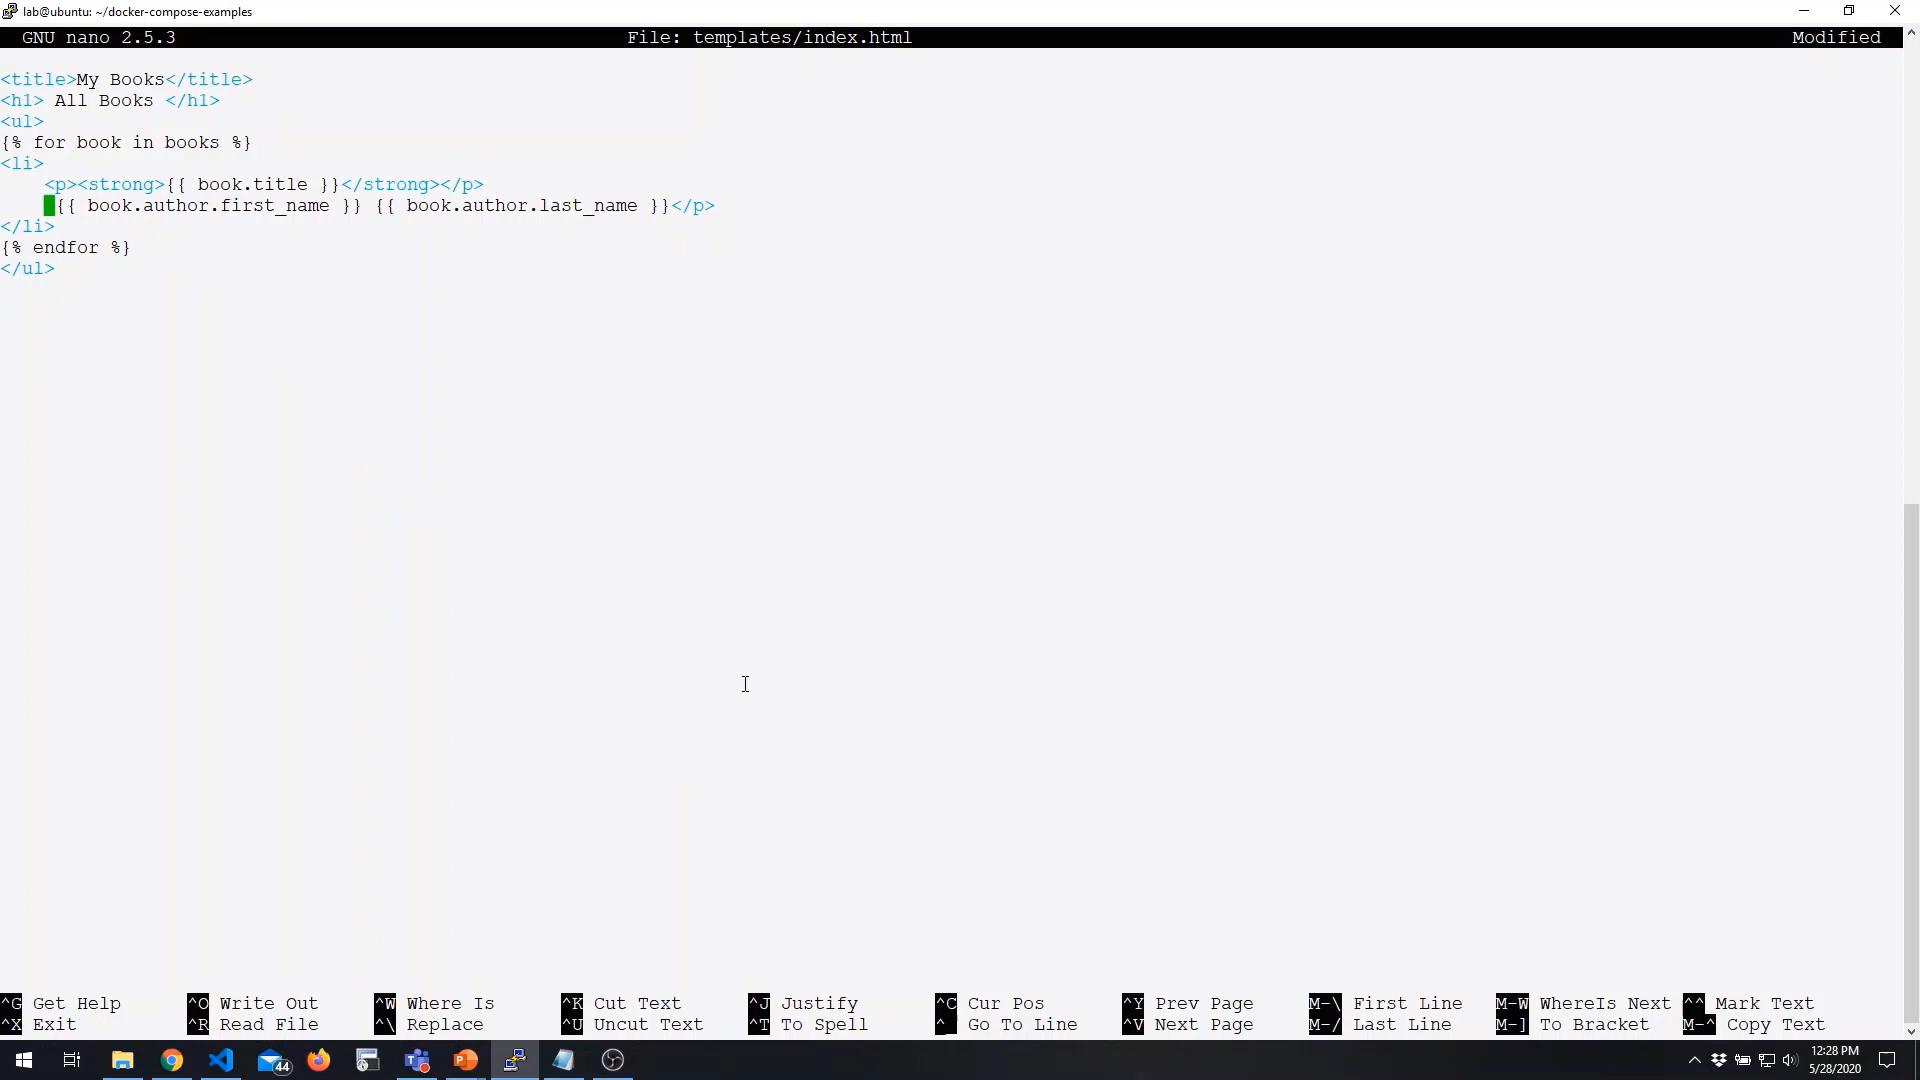 lab@ubuntu: ~/docker-compose-examples
GNU nano 2.5.3 File: templates/index.html Modified
<title>My Books</title>
<h1> All Books </h1>
<ul>
{% for book in books %}
<li>
    <p><strong>{{ book.title }}</strong></p>
    {{ book.author.first_name }} {{ book.author.last_name }}</p>
</li>
{% endfor %}
</ul>
^G Get Help ^O Write Out ^W Where Is ^K Cut Text ^J Justify ^C Cur Pos ^Y Prev Page M-\ First Line M-W WhereIs Next ^^ Mark Text
^X Exit ^R Read File ^\ Replace ^U Uncut Text ^T To Spell ^_ Go To Line ^V Next Page M-/ Last Line M-] To Bracket M-^ Copy Text
44
12:28 PM
5/28/2020